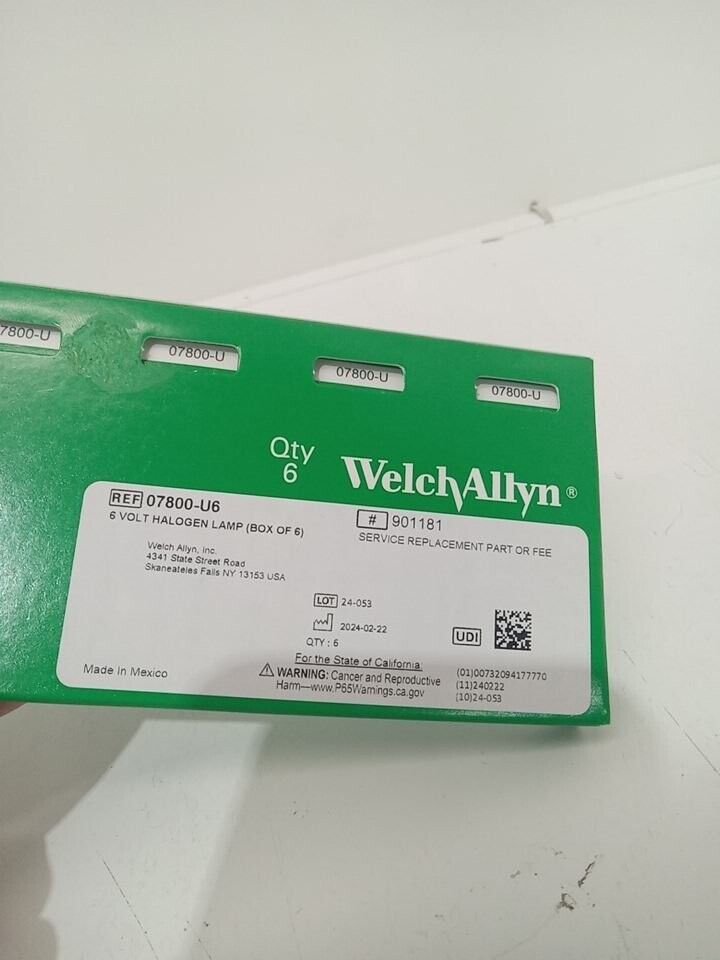 7800-U
07800-U
07800-U
07800-U
Qty
6
WelchAllyn®
REF 07800-U6
6 VOLT HALOGEN LAMP (BOX OF 6)
# 901181
SERVICE REPLACEMENT PART OR FEE
Welch Allyn, Inc.
4341 State Street Road
Skaneateles Falls NY 13153 USA
LOT 24-053
2024-02-22
QTY : 6
UDI
For the State of California:
⚠ WARNING: Cancer and Reproductive
Harm—www.P65Warnings.ca.gov
Made in Mexico
(01)00732094177770
(11)240222
(10)24-053